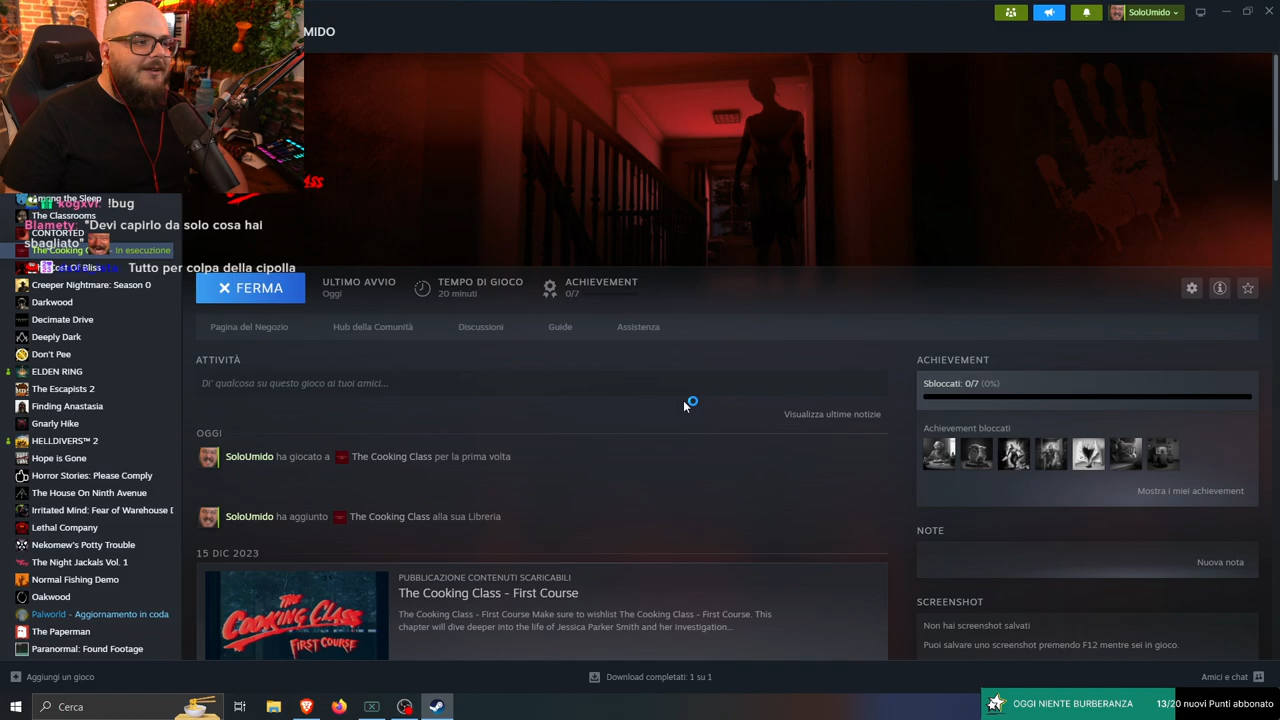 MIDO
SoloUmido
Among the Sleep
kogxvr: !bug
The Classrooms
Blamety: "Devi capirlo da solo cosa hai
sbagliato"
CONTORTED
The Cooking C - In esecuzione
Bliss
Tutto per colpa della cipolla
Creeper Nightmare: Season 0
Darkwood
Decimate Drive
Deeply Dark
Don't Pee
ELDEN RING
The Escapists 2
Finding Anastasia
Gnarly Hike
HELLDIVERS™ 2
Hope is Gone
Horror Stories: Please Comply
The House On Ninth Avenue
Irritated Mind: Fear of Warehouse
Lethal Company
Nekomew's Potty Trouble
The Night Jackals Vol. 1
Normal Fishing Demo
Oakwood
Palworld - Aggiornamento in coda
The Paperman
Paranormal: Found Footage
FERMA
ULTIMO AVVIO
Oggi
TEMPO DI GIOCO
20 minuti
ACHIEVEMENT
0/7
Pagina del Negozio
Hub della Comunità
Discussioni
Guide
Assistenza
ATTIVITÀ
Di' qualcosa su questo gioco ai tuoi amici...
Visualizza ultime notizie
OGGI
SoloUmido ha giocato a The Cooking Class per la prima volta
SoloUmido ha aggiunto The Cooking Class alla sua Libreria
15 DIC 2023
THE
COOKING
CLASS
FIRST COURSE
PUBBLICAZIONE CONTENUTI SCARICABILI
The Cooking Class - First Course
The Cooking Class - First Course Make sure to wishlist The Cooking Class - First Course. This
chapter will dive deeper into the life of Jessica Parker Smith and her investigation...
ACHIEVEMENT
Sbloccati: 0/7 (0%)
Achievement bloccati
Mostra i miei achievement
NOTE
Nuova nota
SCREENSHOT
Non hai screenshot salvati
Puoi salvare uno screenshot premendo F12 mentre sei in gioco.
Aggiungi un gioco
Download completati: 1 su 1
Amici e chat
Cerca
OGGI NIENTE BURBERANZA
13/20 nuovi Punti abbonato